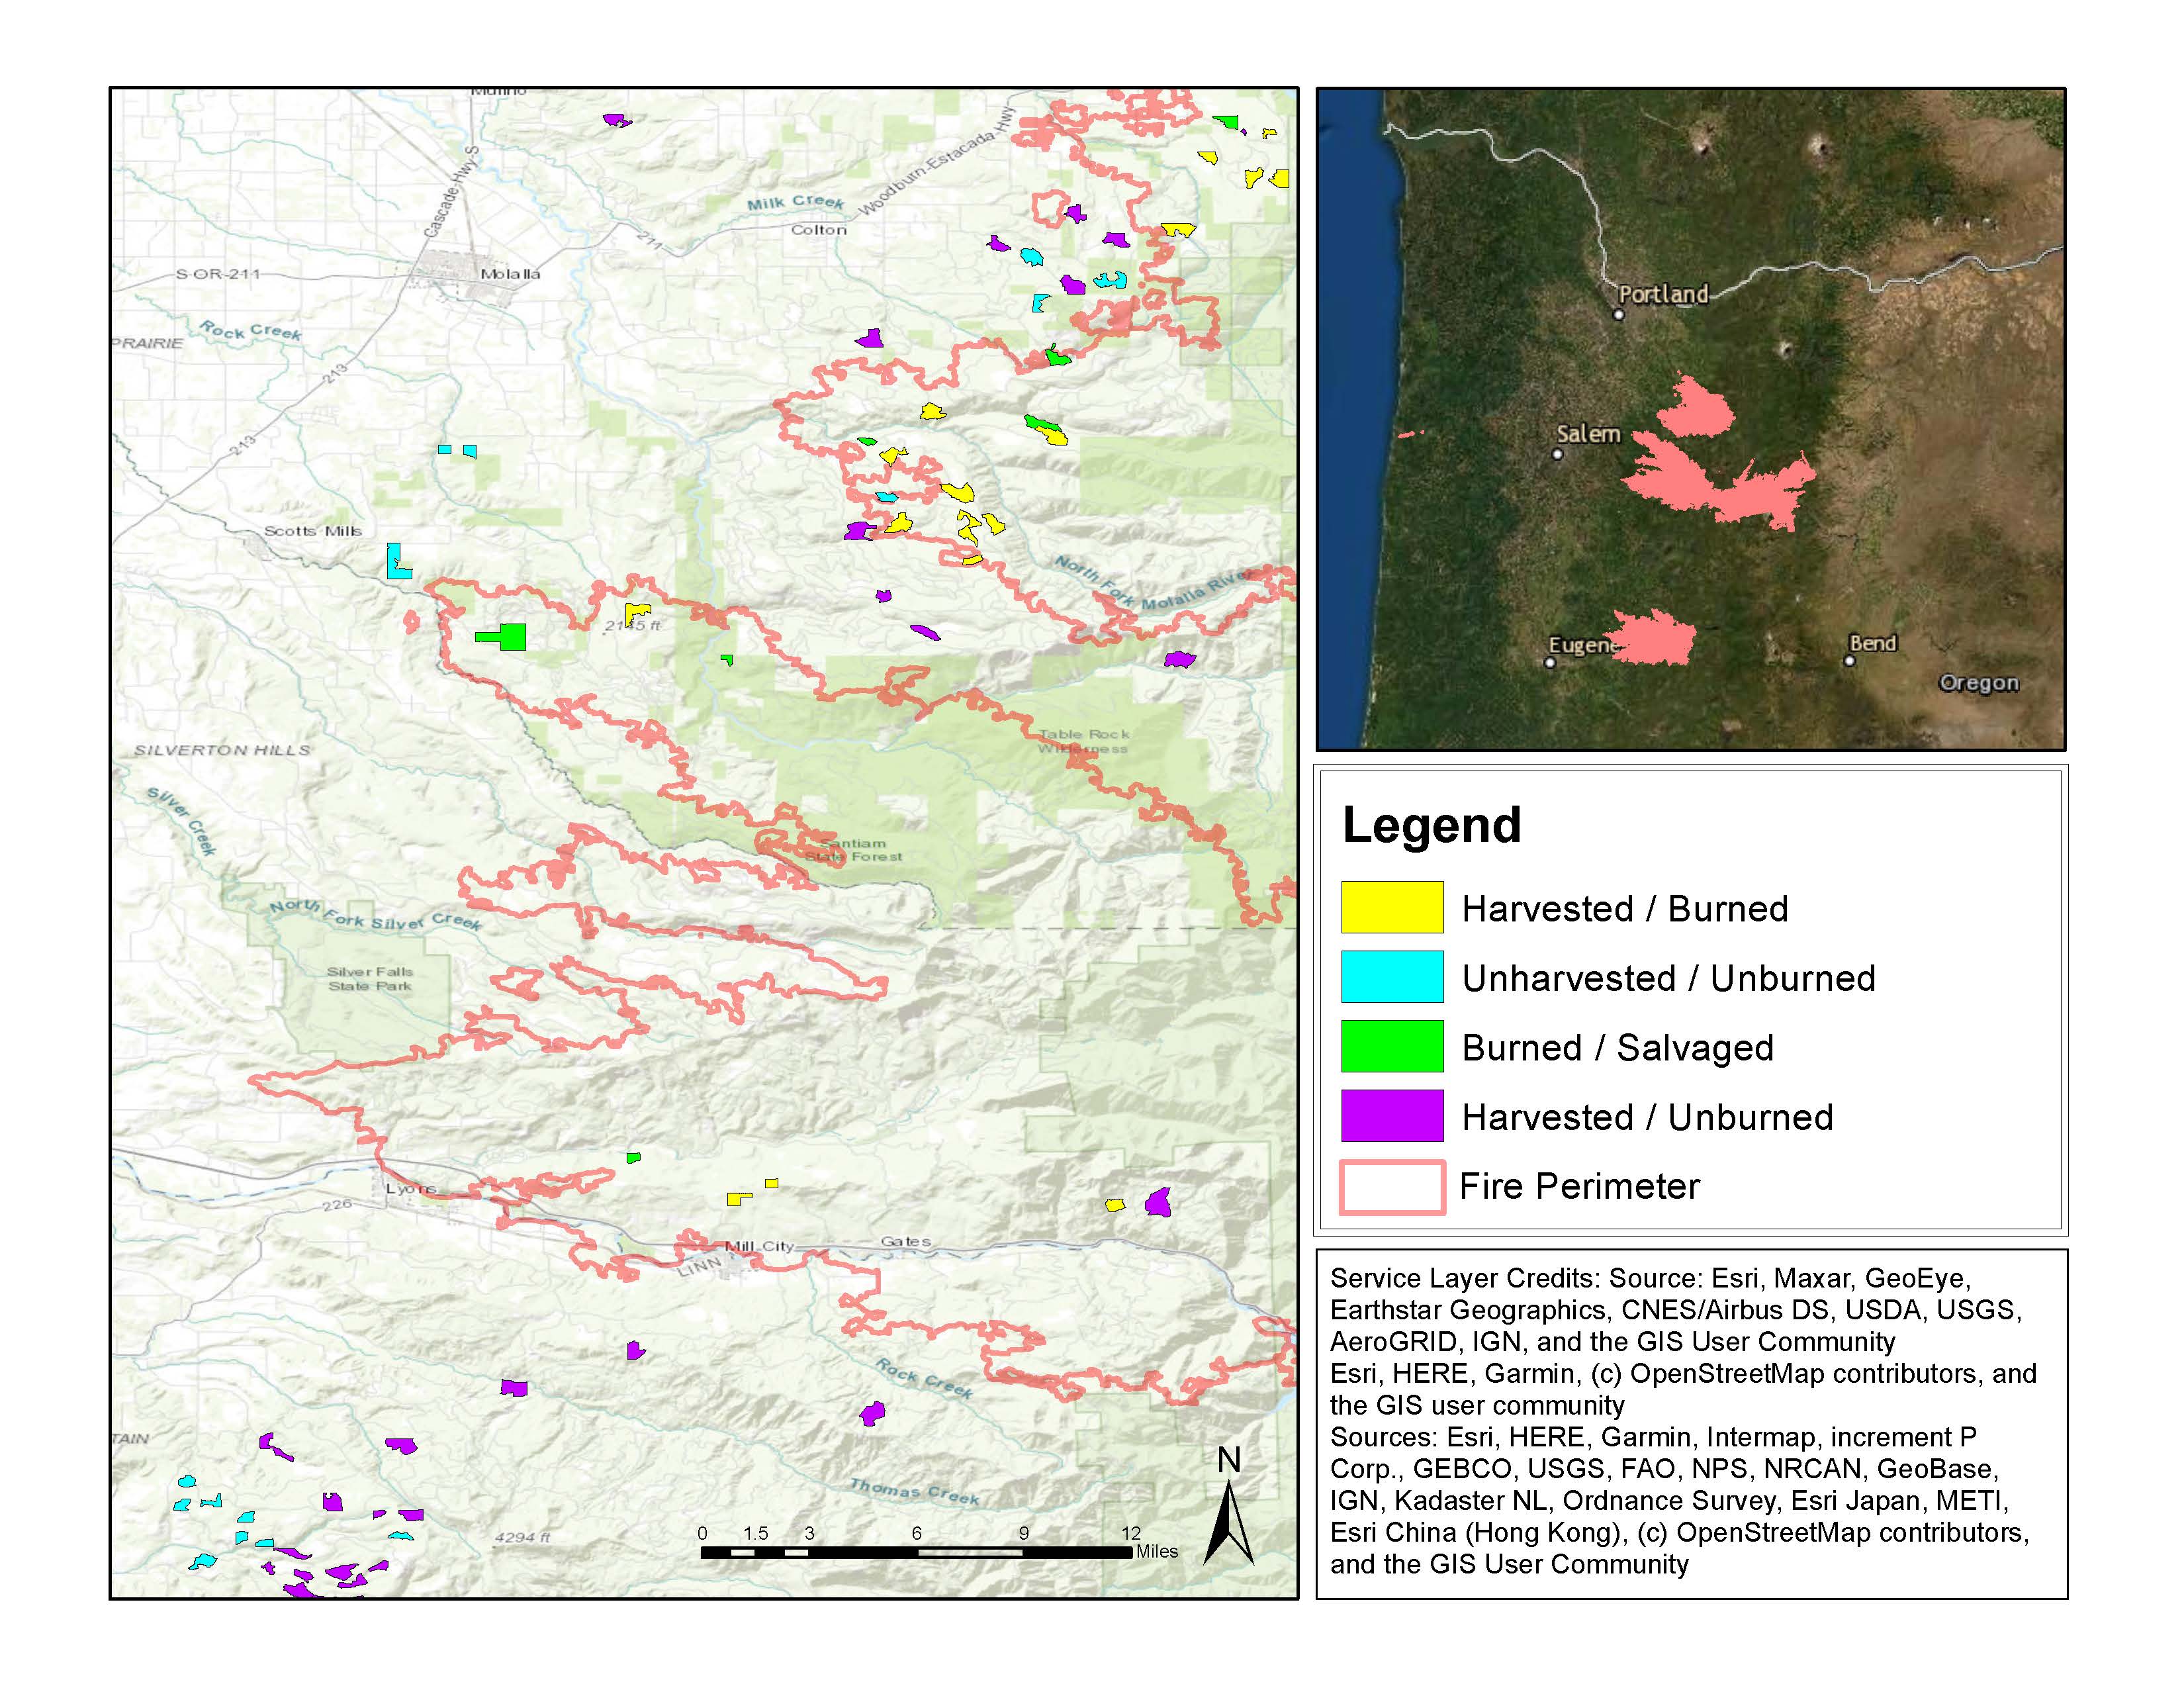 Mulino
Cascade-Hwy-S
Woodburn-Estacada-Hwy
Milk Creek
Colton
211
S-OR-211
Molalla
Rock Creek
PRAIRIE
213
213
Scotts Mills
North Fork Molalla River
2145 ft
Table Rock
Wilderness
SILVERTON HILLS
Silver Creek
Santiam
State Forest
North Fork Silver Creek
Silver Falls
State Park
Lyons
226
Mill City
Gates
LINN
Rock Creek
TAIN
Thomas Creek
4294 ft
N
0 1.5 3 6 9 12
Miles
Portland
Salem
Eugene
Bend
Oregon
Legend
Harvested / Burned
Unharvested / Unburned
Burned / Salvaged
Harvested / Unburned
Fire Perimeter
Service Layer Credits: Source: Esri, Maxar, GeoEye,
Earthstar Geographics, CNES/Airbus DS, USDA, USGS,
AeroGRID, IGN, and the GIS User Community
Esri, HERE, Garmin, (c) OpenStreetMap contributors, and
the GIS user community
Sources: Esri, HERE, Garmin, Intermap, increment P
Corp., GEBCO, USGS, FAO, NPS, NRCAN, GeoBase,
IGN, Kadaster NL, Ordnance Survey, Esri Japan, METI,
Esri China (Hong Kong), (c) OpenStreetMap contributors,
and the GIS User Community